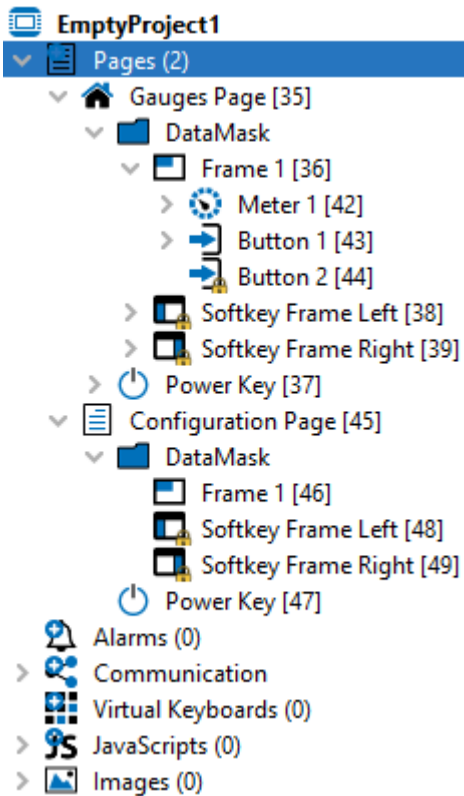 EmptyProject1
Pages (2)
Gauges Page [35]
DataMask
Frame 1 [36]
Meter 1 [42]
Button 1 [43]
Button 2 [44]
Softkey Frame Left [38]
Softkey Frame Right [39]
Power Key [37]
Configuration Page [45]
DataMask
Frame 1 [46]
Softkey Frame Left [48]
Softkey Frame Right [49]
Power Key [47]
Alarms (0)
Communication
Virtual Keyboards (0)
JS JavaScripts (0)
Images (0)